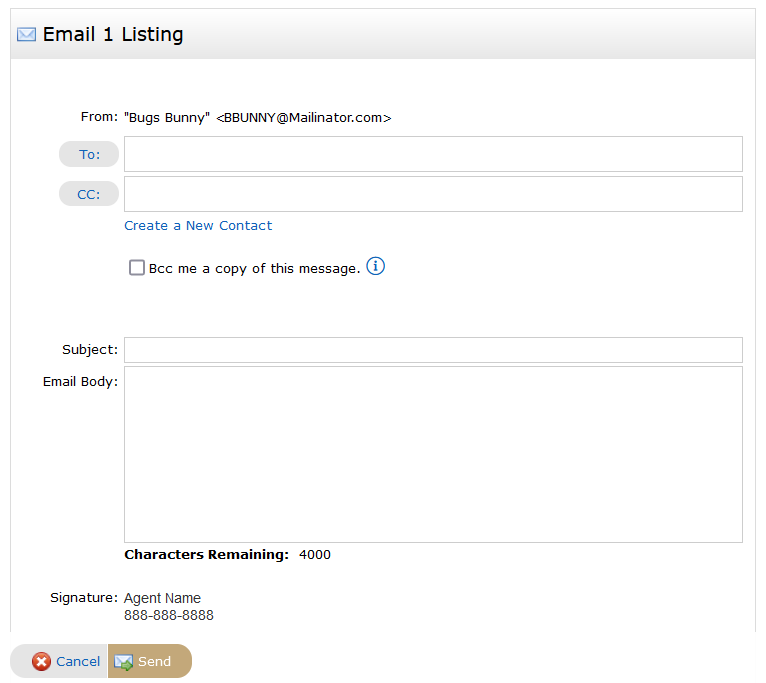 Email 1 Listing
From: "Bugs Bunny" <BBUNNY@Mailinator.com>
To:
CC:
Create a New Contact
Bcc me a copy of this message.
Subject:
Email Body:
Characters Remaining: 4000
Signature: Agent Name
888-888-8888
Cancel Send